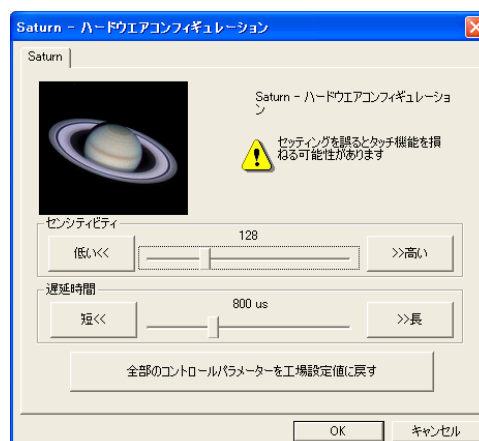 Saturn - ハードウエアコンフィギュレーション
Saturn
Saturn - ハードウエアコンフィギュレーショ
ン
セッティングを誤るとタッチ機能を損
ねる可能性があります
センシティビティ
128
低い<<
>>高い
遅延時間
800 us
短<<
>>長
全部のコントロールパラメーターを工場設定値に戻す
OK
キャンセル